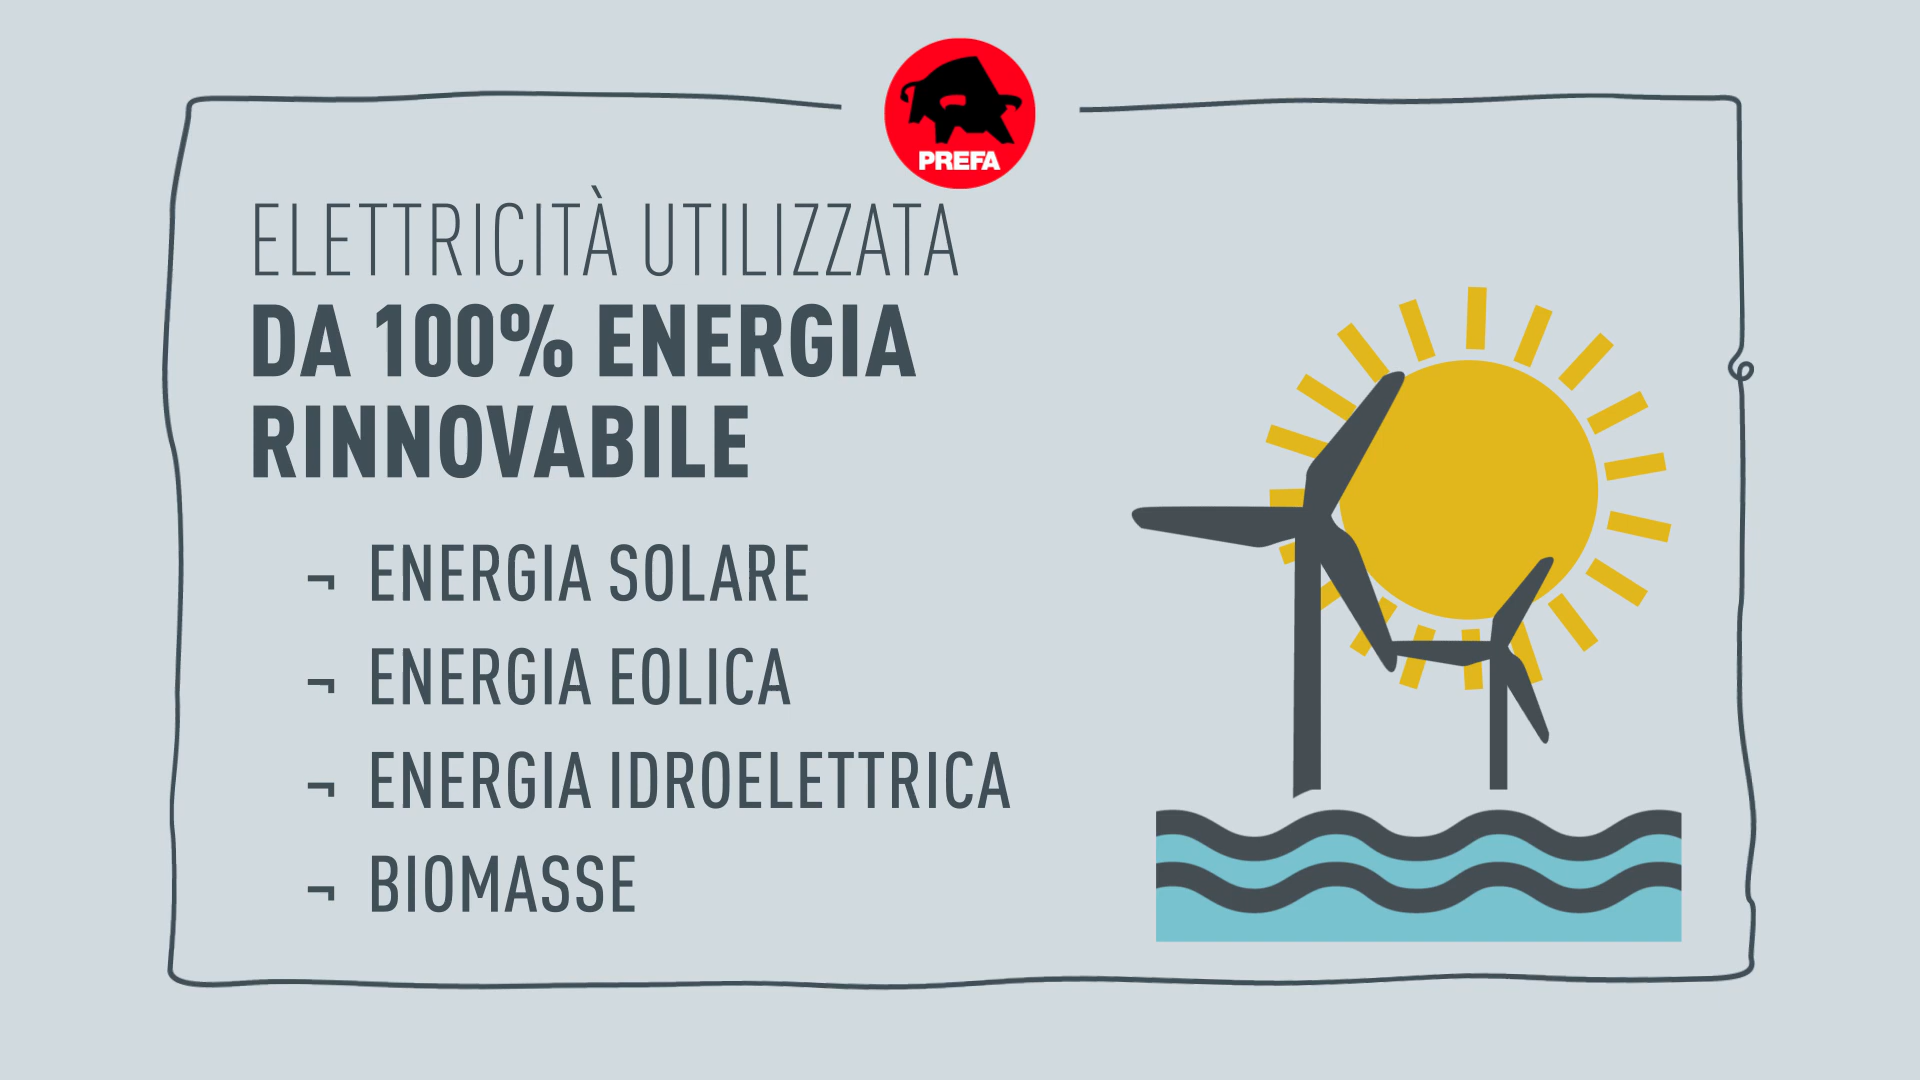 PREFA
ELETTRICITÀ UTILIZZATA
DA 100% ENERGIA
RINNOVABILE
¬ ENERGIA SOLARE
¬ ENERGIA EOLICA
¬ ENERGIA IDROELETTRICA
¬ BIOMASSE